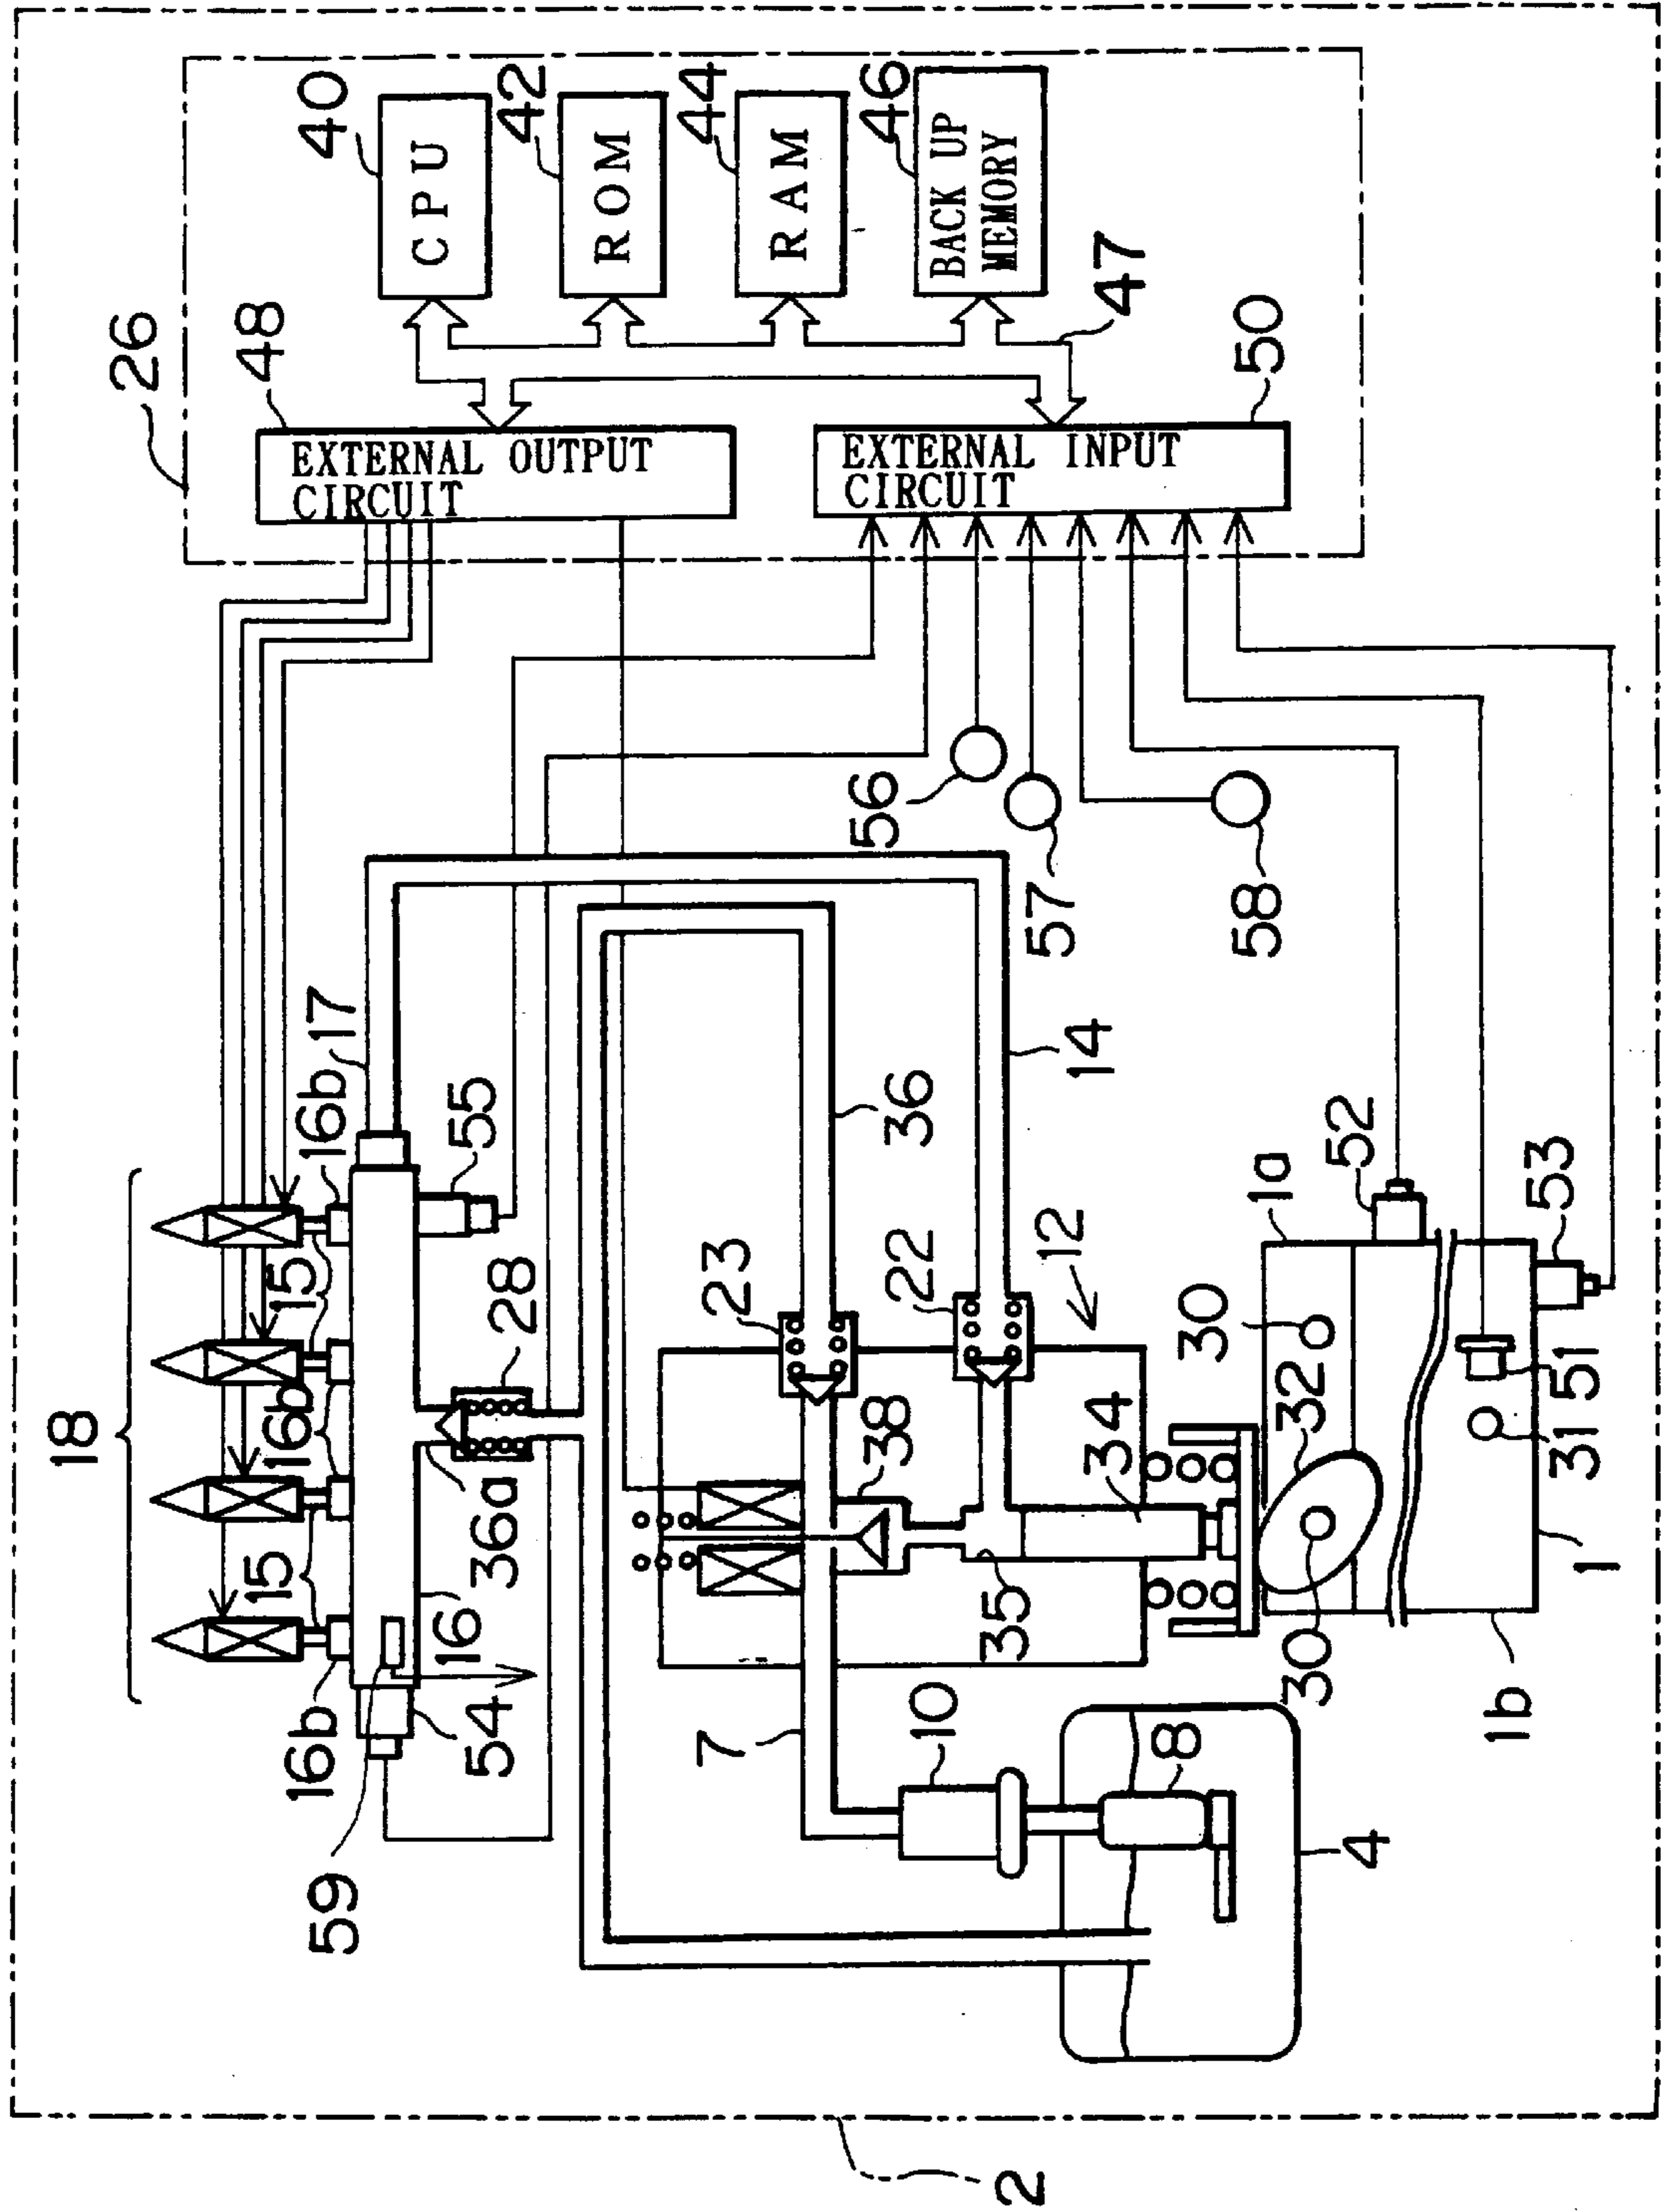 18
16b
17
15
16b
15
16b
59
54
16
36a
28
55
26
48
EXTERNAL OUTPUT
CIRCUIT
40
CPU
42
ROM
44
RAM
46
BACK UP
MEMORY
47
50
EXTERNAL INPUT
CIRCUIT
56
57
58
7
10
8
4
23
22
12
36
14
38
35
34
30
32
30
31
51
1a
1b
1
52
53
2